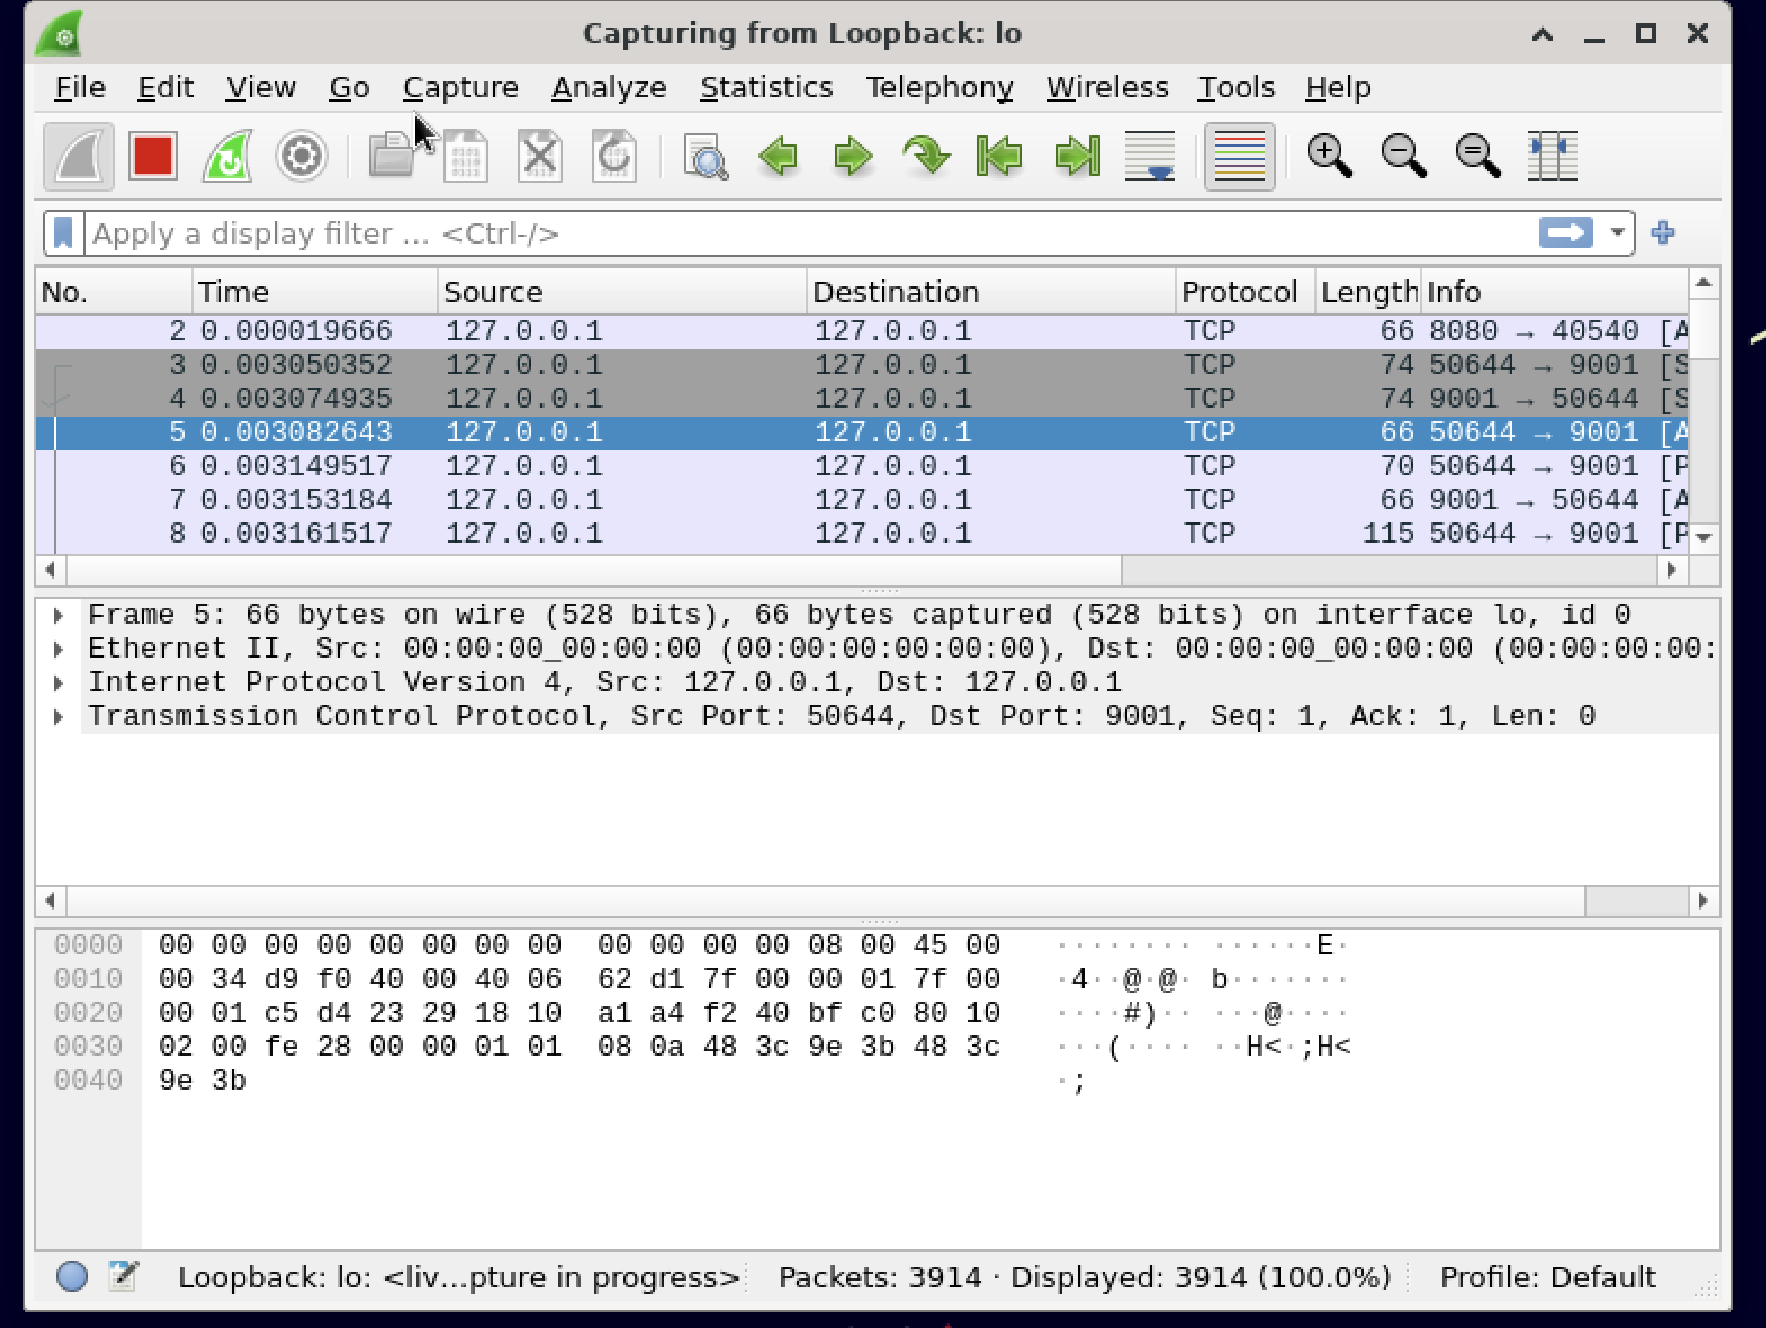 Capturing from Loopback: lo
File Edit View Go Capture Analyze Statistics Telephony Wireless Tools Help
Apply a display filter ... <Ctrl-/>
No. Time Source Destination Protocol Length Info
2 0.000019666 127.0.0.1 127.0.0.1 TCP 66 8080 → 40540 [A
3 0.003050352 127.0.0.1 127.0.0.1 TCP 74 50644 → 9001 [S
4 0.003074935 127.0.0.1 127.0.0.1 TCP 74 9001 → 50644 [S
5 0.003082643 127.0.0.1 127.0.0.1 TCP 66 50644 → 9001 [A
6 0.003149517 127.0.0.1 127.0.0.1 TCP 70 50644 → 9001 [P
7 0.003153184 127.0.0.1 127.0.0.1 TCP 66 9001 → 50644 [A
8 0.003161517 127.0.0.1 127.0.0.1 TCP 115 50644 → 9001 [P
Frame 5: 66 bytes on wire (528 bits), 66 bytes captured (528 bits) on interface lo, id 0
Ethernet II, Src: 00:00:00_00:00:00 (00:00:00:00:00:00), Dst: 00:00:00_00:00:00 (00:00:00:00:
Internet Protocol Version 4, Src: 127.0.0.1, Dst: 127.0.0.1
Transmission Control Protocol, Src Port: 50644, Dst Port: 9001, Seq: 1, Ack: 1, Len: 0
0000 00 00 00 00 00 00 00 00 00 00 00 00 08 00 45 00 ········ ······E·
0010 00 34 d9 f0 40 00 40 06 62 d1 7f 00 00 01 7f 00 ·4··@·@· b·······
0020 00 01 c5 d4 23 29 18 10 a1 a4 f2 40 bf c0 80 10 ····#)·· ···@····
0030 02 00 fe 28 00 00 01 01 08 0a 48 3c 9e 3b 48 3c ···(···· ··H<·;H<
0040 9e 3b ·;
Loopback: lo: <liv...pture in progress> Packets: 3914 · Displayed: 3914 (100.0%) Profile: Default